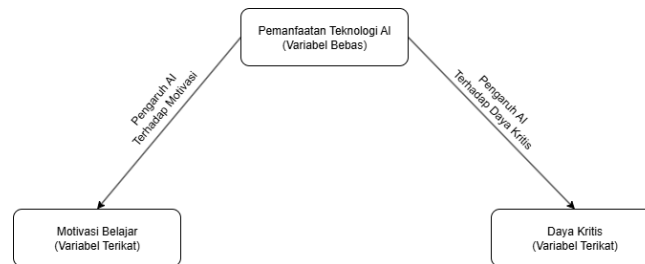 Pemanfaatan Teknologi AI
(Variabel Bebas)
Pengaruh AI
Terhadap Motivasi
Pengaruh AI
Terhadap Daya Kritis
Motivasi Belajar
(Variabel Terikat)
Daya Kritis
(Variabel Terikat)